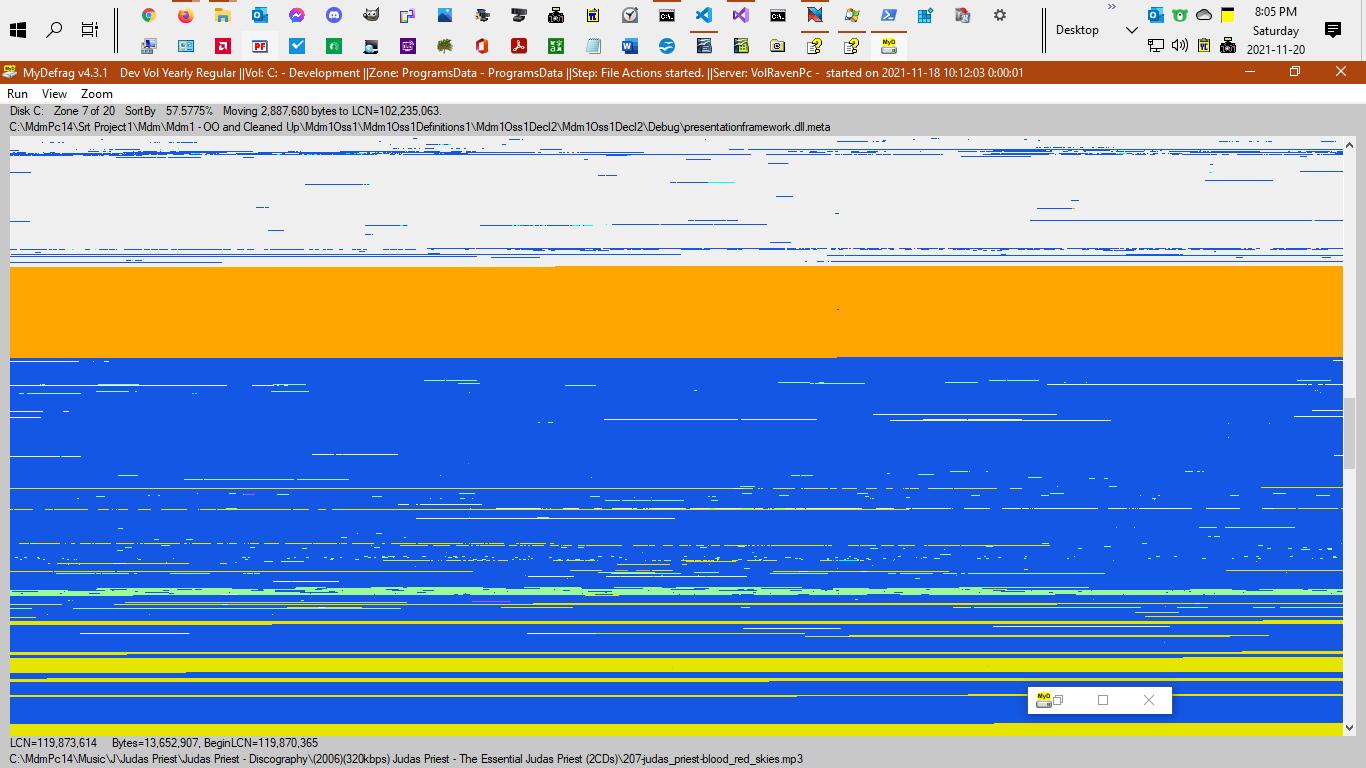 8:05 PM
Desktop
Saturday
2021-11-20
MyDefrag v4.3.1 Dev Vol Yearly Regular ||Vol: C: - Development ||Zone: ProgramsData - ProgramsData ||Step: File Actions started. ||Server: VolRavenPc - started on 2021-11-18 10:12:03 0:00:01
Run View Zoom
Disk C: Zone 7 of 20 SortBy 57.5775% Moving 2,887,680 bytes to LCN=102,235,063.
C:\MdmPc14\Srt Project1\Mdm\Mdm1 - OO and Cleaned Up\Mdm1Oss1\Mdm1Oss1Definitions1\Mdm1Oss1Decl2\Mdm1Oss1Decl2\Debug\presentationframework.dll.meta
MyD
LCN=119,873,614 Bytes=13,652,907, BeginLCN=119,870,365
C:\MdmPc14\Music\J\Judas Priest\Judas Priest - Discography\(2006)(320kbps) Judas Priest - The Essential Judas Priest (2CDs)\207-judas_priest-blood_red_skies.mp3